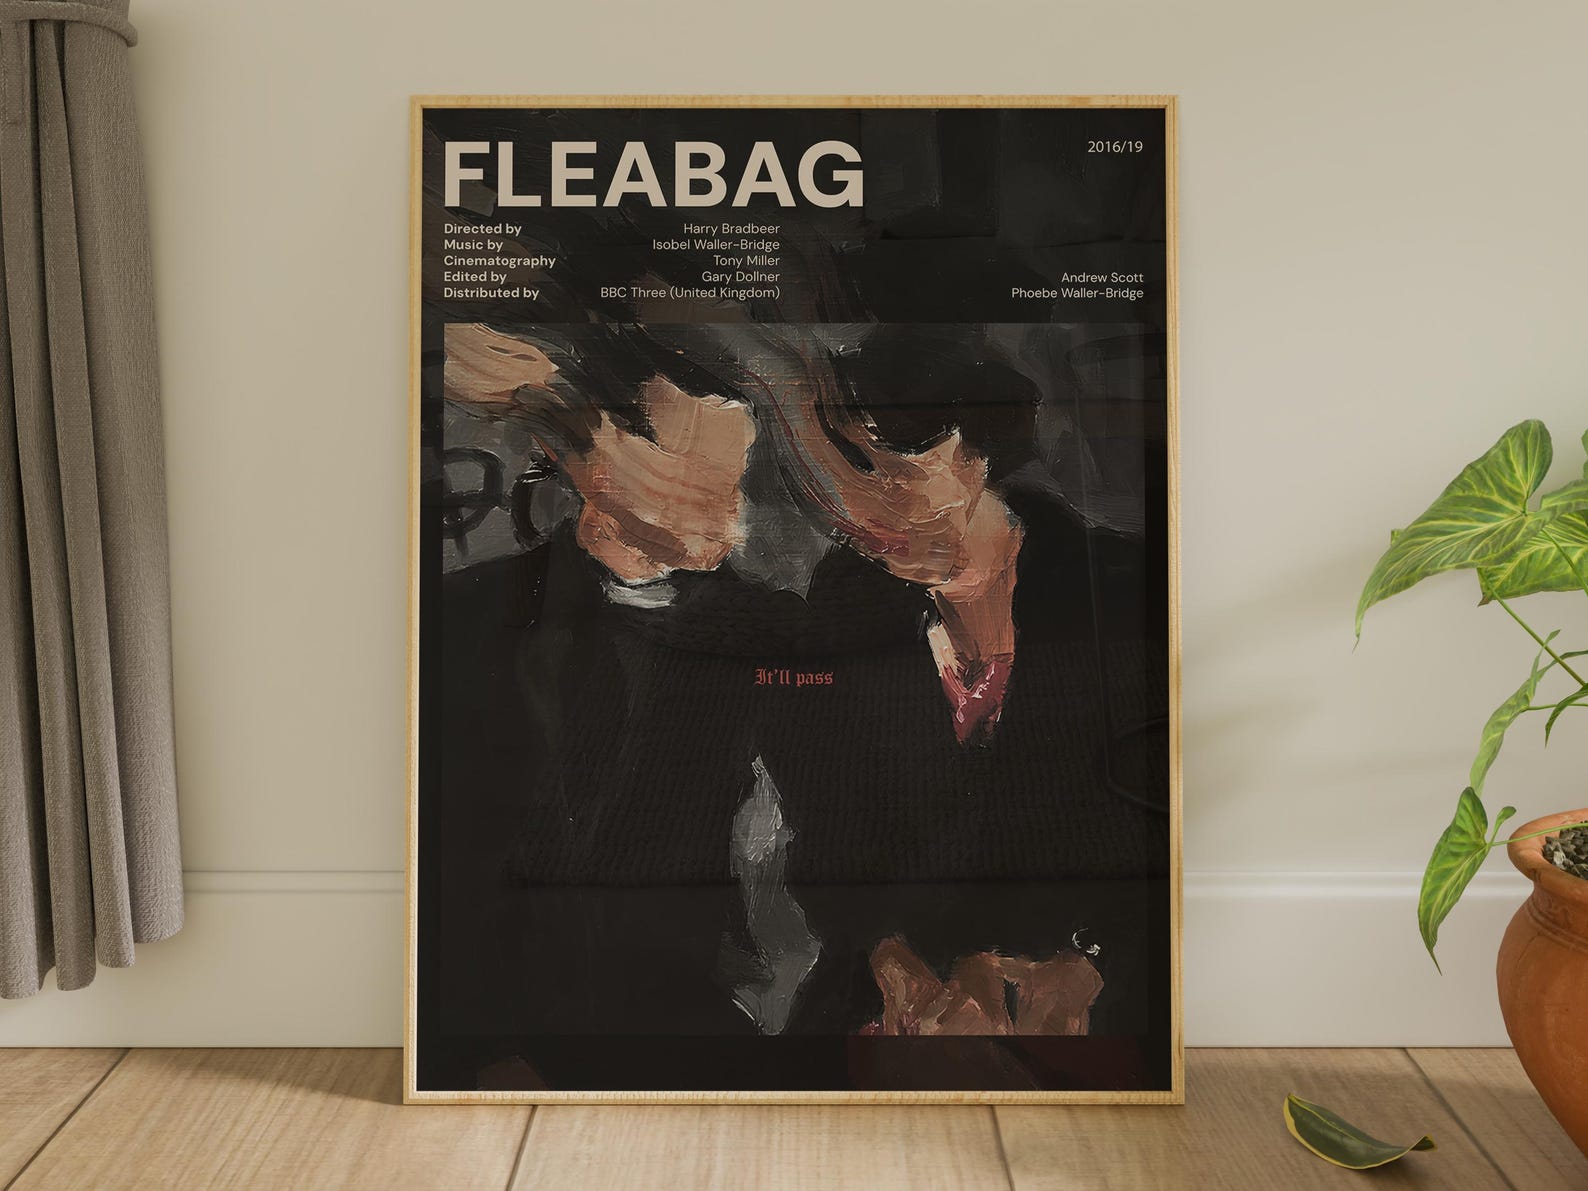 FLEABAG
2016/19
Directed by Harry Bradbeer
Music by Isobel Waller-Bridge
Cinematography Tony Miller
Edited by Gary Dollner
Distributed by BBC Three (United Kingdom)
Andrew Scott
Phoebe Waller-Bridge
It'll pass